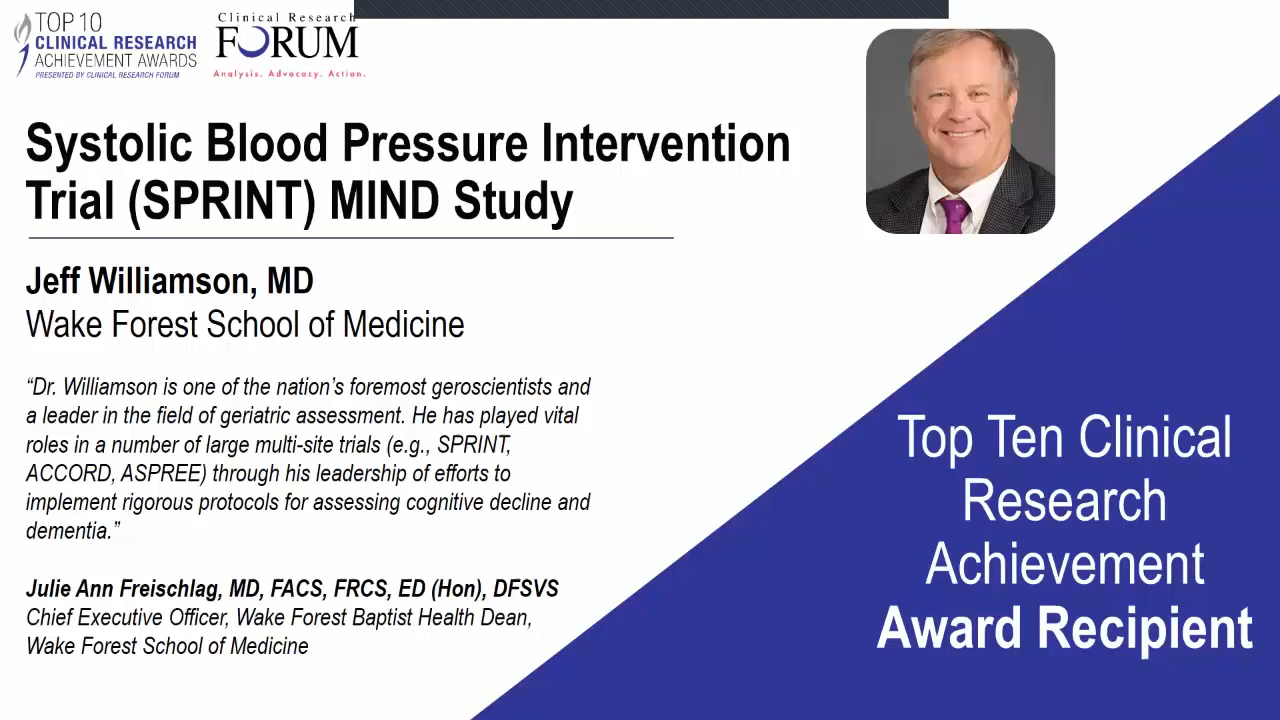 TOP 10
CLINICAL RESEARCH
ACHIEVEMENT AWARDS
PRESENTED BY CLINICAL RESEARCH FORUM
Clinical Research
FORUM
Analysis. Advocacy. Action.
Systolic Blood Pressure Intervention
Trial (SPRINT) MIND Study
Jeff Williamson, MD
Wake Forest School of Medicine
“Dr. Williamson is one of the nation’s foremost geroscientists and
a leader in the field of geriatric assessment. He has played vital
roles in a number of large multi-site trials (e.g., SPRINT,
ACCORD, ASPREE) through his leadership of efforts to
implement rigorous protocols for assessing cognitive decline and
dementia.”
Julie Ann Freischlag, MD, FACS, FRCS, ED (Hon), DFSVS
Chief Executive Officer, Wake Forest Baptist Health Dean,
Wake Forest School of Medicine
Top Ten Clinical
Research
Achievement
Award Recipient